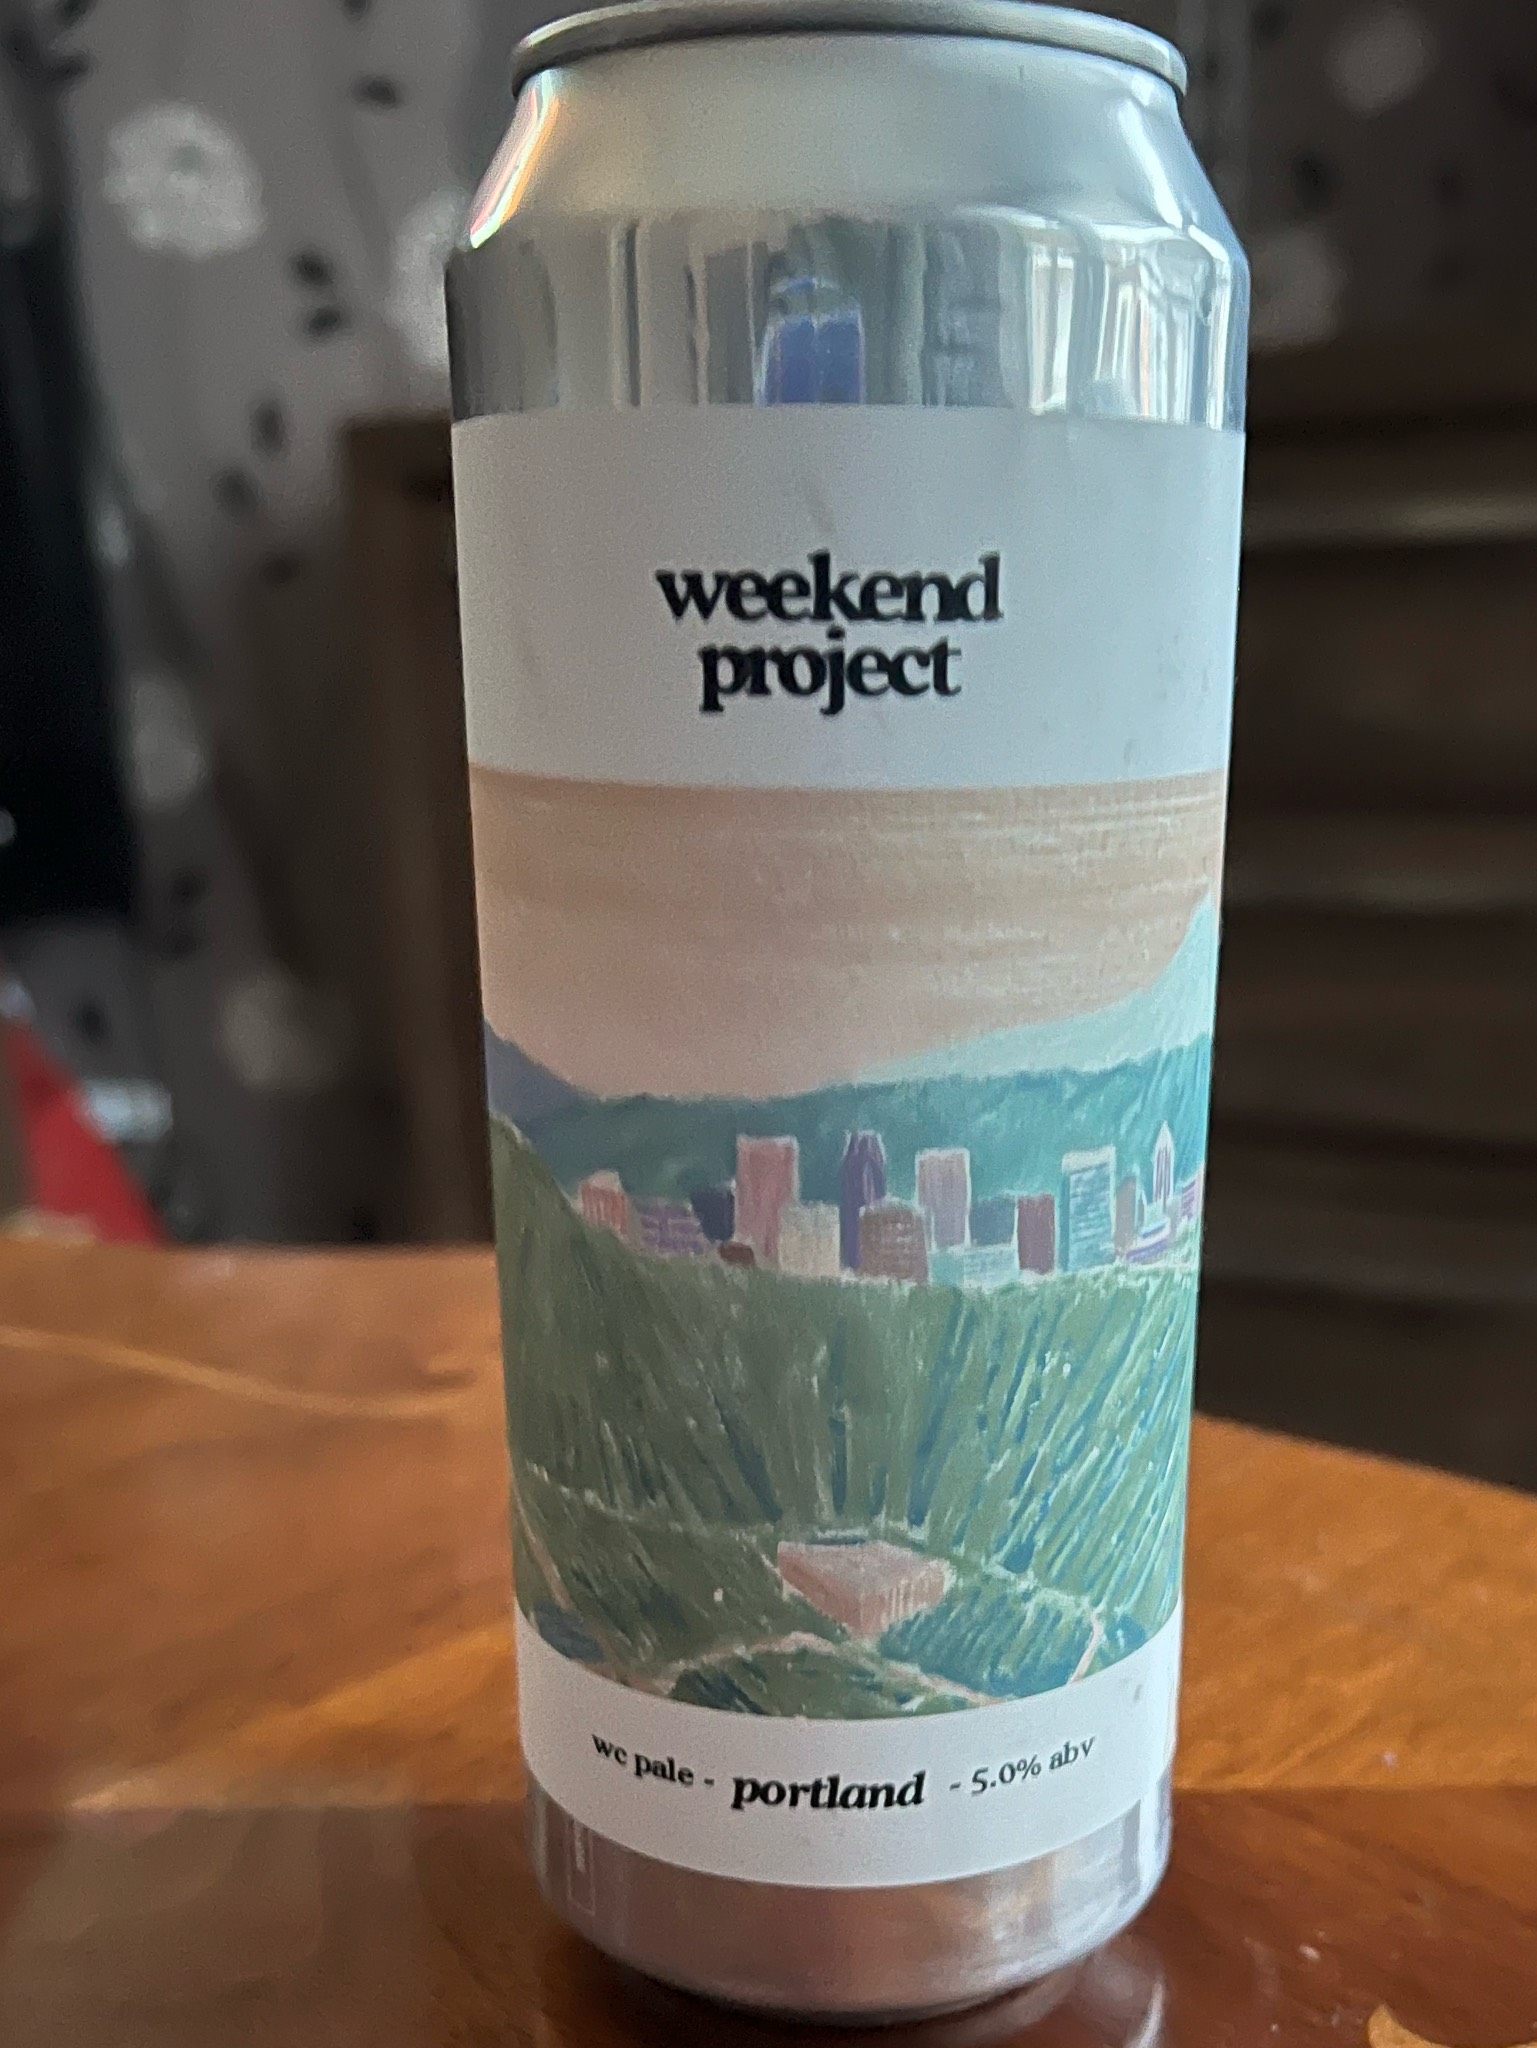 weekend
project
wc pale - portland - 5.0% abv